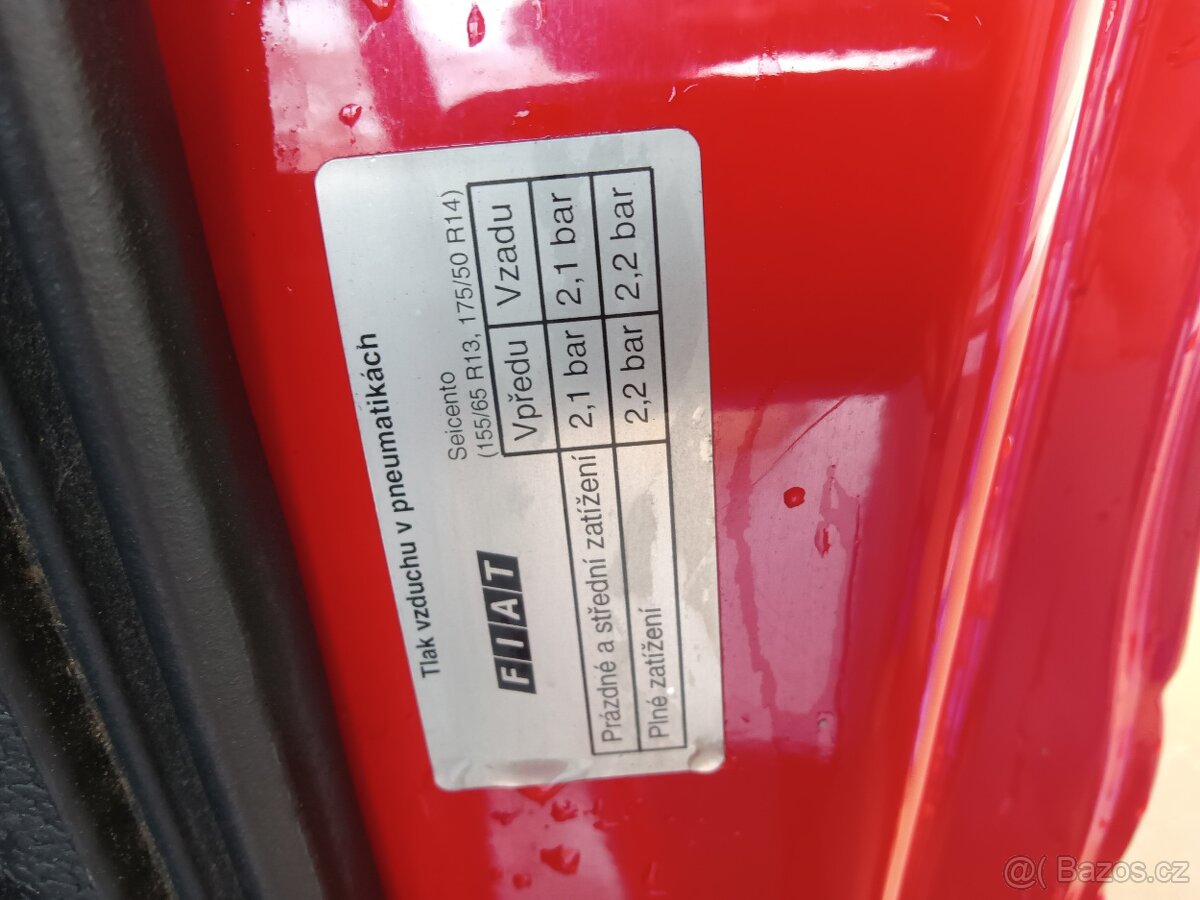 Tlak vzduchu v pneumatikách
FIAT
Seicento
(155/65 R13, 175/50 R14)
Vpředu Vzadu
Prázdné a střední zatížení 2,1 bar 2,1 bar
Plné zatížení 2,2 bar 2,2 bar
@( Bazos.cz